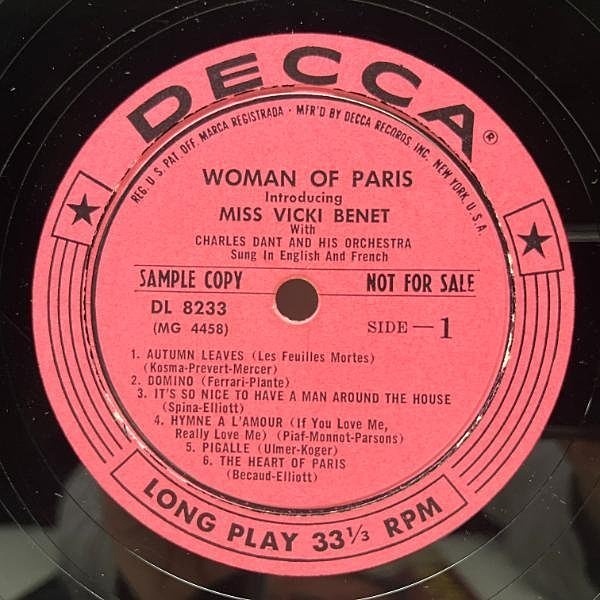 DECCA®
REG. U.S. PAT. OFF. MARCA REGISTRADA · MF'R'D BY DECCA RECORDS, INC. NEW YORK, U.S.A.
WOMAN OF PARIS
Introducing
MISS VICKI BENET
With
CHARLES DANT AND HIS ORCHESTRA
Sung In English And French
SAMPLE COPY NOT FOR SALE
DL 8233
(MG 4458)
SIDE — 1
1. AUTUMN LEAVES (Les Feuilles Mortes)
(Kosma-Prevert-Mercer)
2. DOMINO (Ferrari-Plante)
3. IT'S SO NICE TO HAVE A MAN AROUND THE HOUSE
(Spina-Elliott)
4. HYMNE A L'AMOUR (If You Love Me,
Really Love Me) (Piaf-Monnot-Parsons)
5. PIGALLE (Ulmer-Koger)
6. THE HEART OF PARIS
(Becaud-Elliott)
LONG PLAY 33⅓ RPM